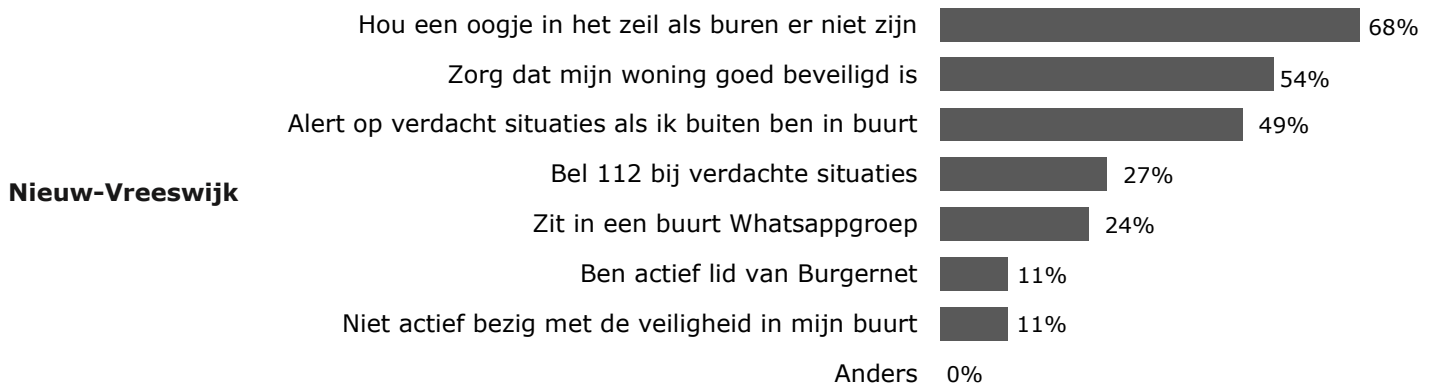 Hou een oogje in het zeil als buren er niet zijn 68%
Zorg dat mijn woning goed beveiligd is 54%
Alert op verdacht situaties als ik buiten ben in buurt 49%
Bel 112 bij verdachte situaties 27%
Nieuw-Vreeswijk
Zit in een buurt Whatsappgroep 24%
Ben actief lid van Burgernet 11%
Niet actief bezig met de veiligheid in mijn buurt 11%
Anders 0%